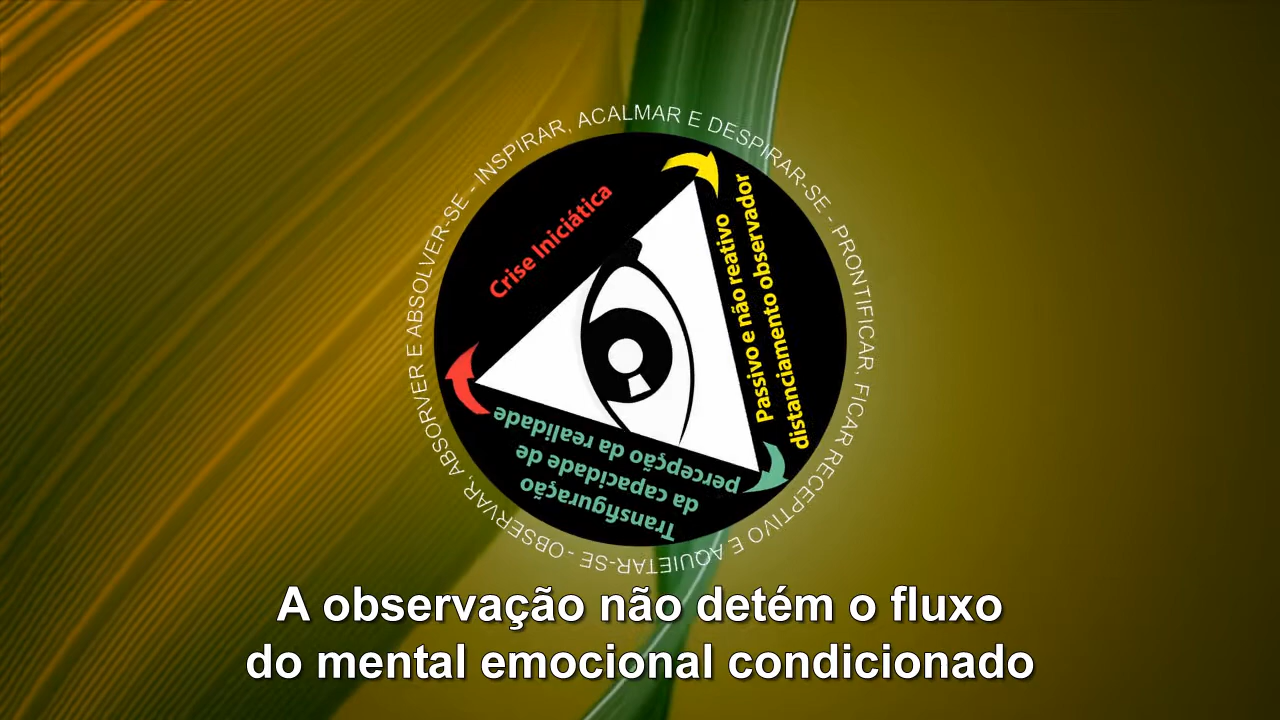 INSPIRAR, ACALMAR E DESPIRAR-SE - PRONTIFICAR, FICAR RECEPTIVO E AQUIETAR-SE - OBSERVAR, ABSORVER E ABSOLVER-SE -
Crise Iniciática
Passivo e não reativo
distanciamento observador
Transfiguração
da capacidade de
percepção da realidade
A observação não detém o fluxo
do mental emocional condicionado